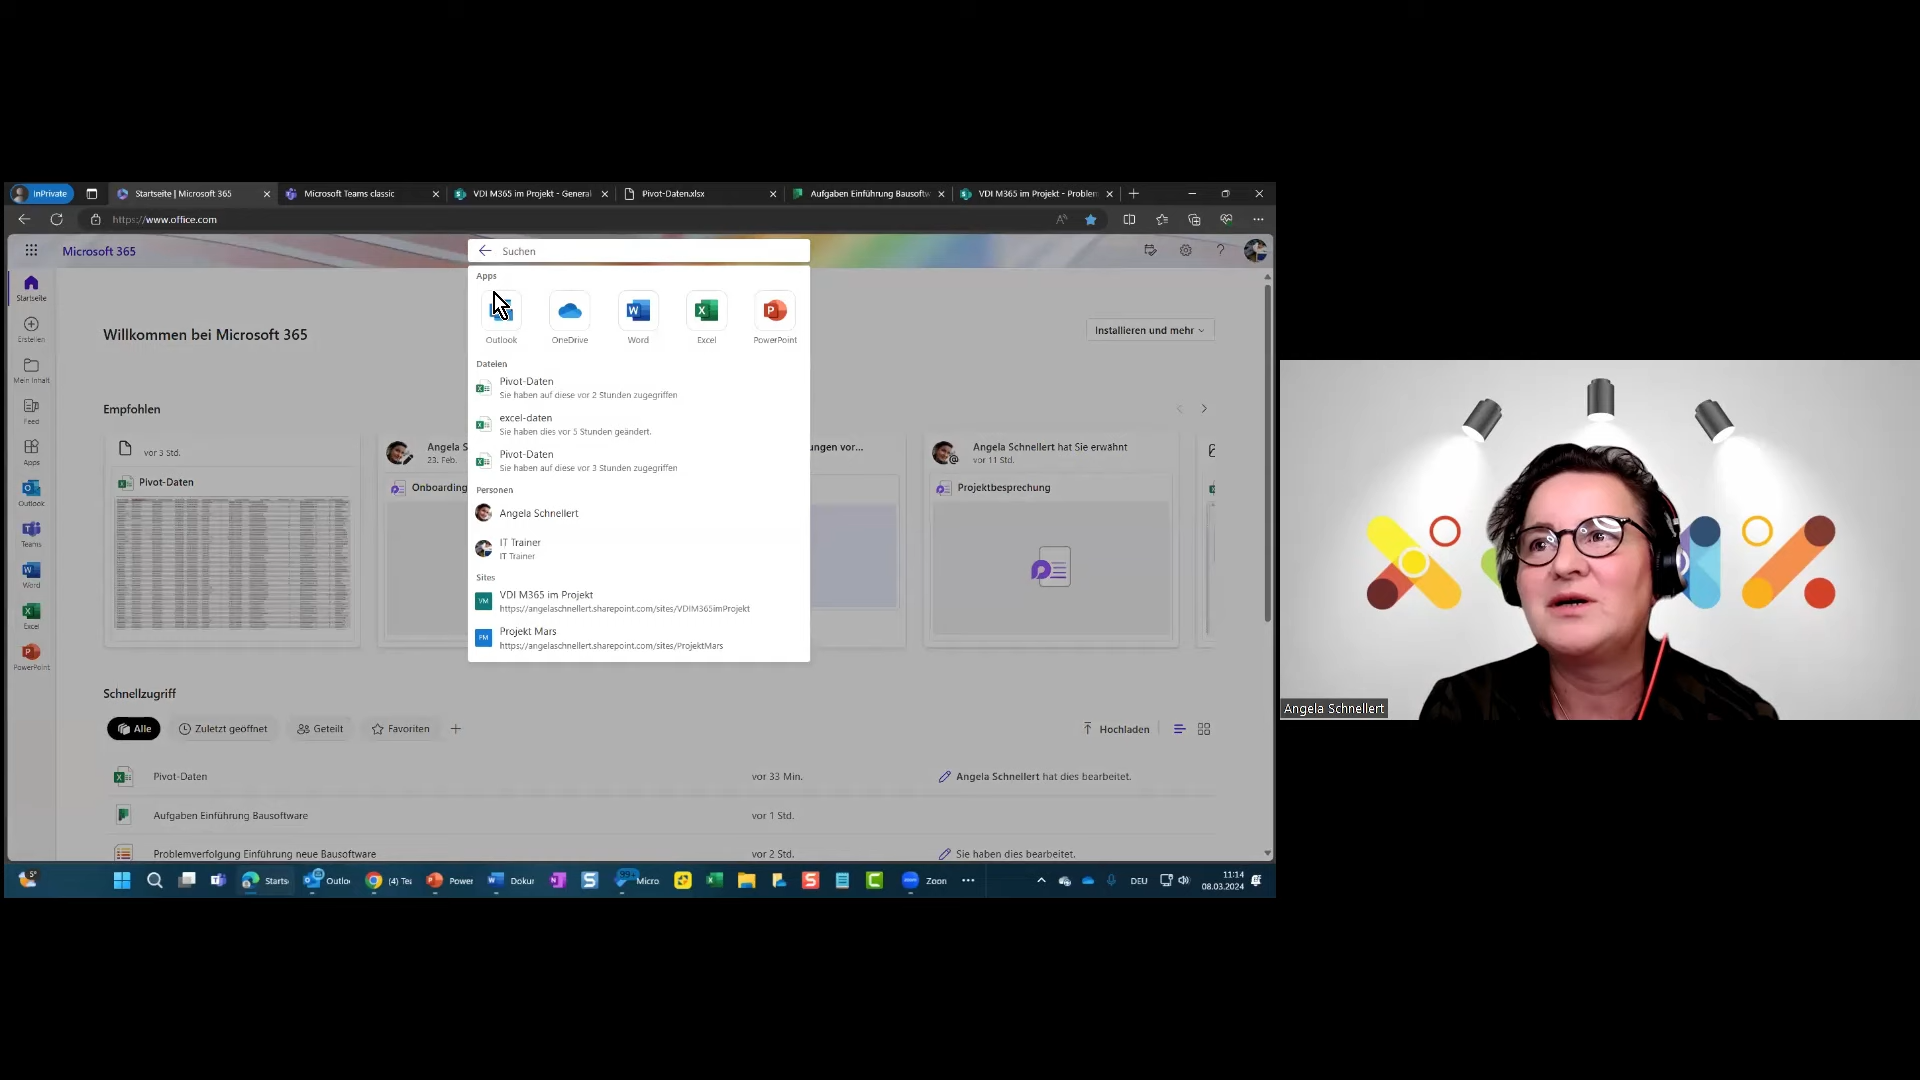 InPrivate
Startseite | Microsoft 365
Microsoft Teams classic
VDI M365 im Projekt - General
Pivot-Daten.xlsx
Aufgaben Einführung Bausoftw
VDI M365 im Projekt - Problem
https://www.office.com
Microsoft 365
Suchen
Startseite
Erstellen
Mein Inhalt
Feed
Apps
Outlook
Teams
Word
Excel
PowerPoint
Willkommen bei Microsoft 365
Installieren und mehr
Apps
Outlook
OneDrive
Word
Excel
PowerPoint
Dateien
Pivot-Daten
Sie haben auf diese vor 2 Stunden zugegriffen
excel-daten
Sie haben dies vor 5 Stunden geändert.
Pivot-Daten
Sie haben auf diese vor 3 Stunden zugegriffen
Personen
Angela Schnellert
IT Trainer
IT Trainer
Sites
VM
VDI M365 im Projekt
https://angelaschnellert.sharepoint.com/sites/VDIM365imProjekt
PM
Projekt Mars
https://angelaschnellert.sharepoint.com/sites/ProjektMars
Empfohlen
vor 3 Std.
Pivot-Daten
Angela S
23. Feb.
Onboarding
ungen vor...
Angela Schnellert hat Sie erwähnt
vor 11 Std.
Projektbesprechung
Schnellzugriff
Alle
Zuletzt geöffnet
Geteilt
Favoriten
Hochladen
Pivot-Daten
vor 33 Min.
Angela Schnellert hat dies bearbeitet.
Aufgaben Einführung Bausoftware
vor 1 Std.
Problemverfolgung Einführung neue Bausoftware
vor 2 Std.
Sie haben dies bearbeitet.
5°
Starts
Outlo
(4) Te
Power
Doku
99+
Micro
Zoon
DEU
11:14
08.03.2024
Angela Schnellert